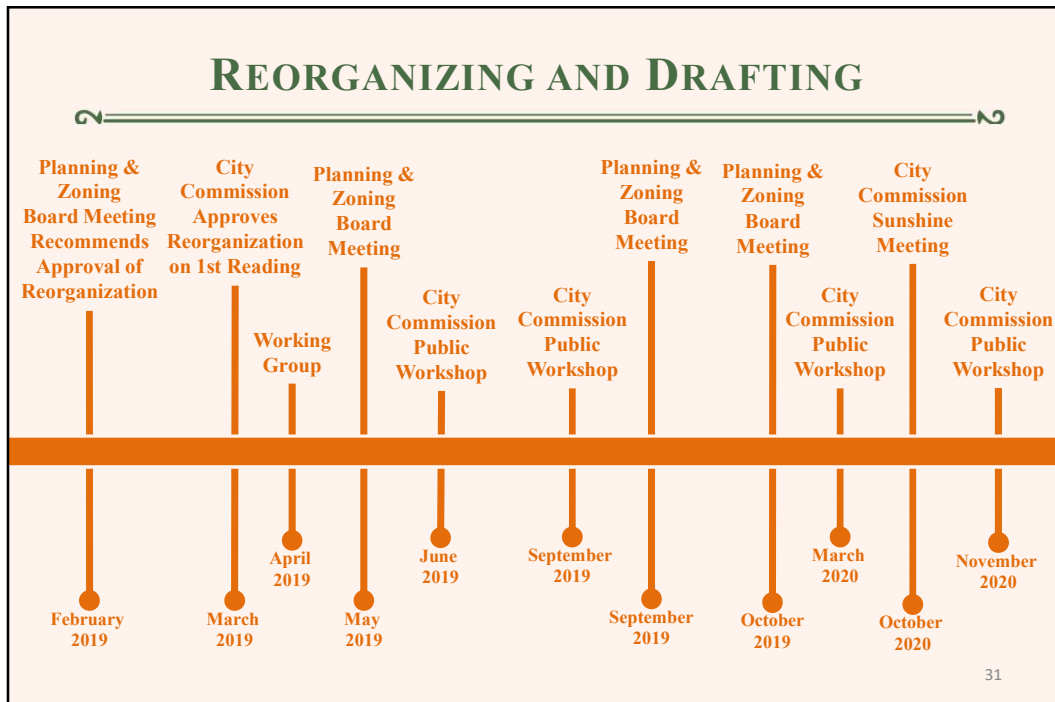 REORGANIZING AND DRAFTING
Planning &
Zoning
Board Meeting
Recommends
Approval of
Reorganization
City
Commission
Approves
Reorganization
on 1st Reading
Working
Group
Planning &
Zoning
Board
Meeting
City
Commission
Public
Workshop
City
Commission
Public
Workshop
Planning &
Zoning
Board
Meeting
Planning &
Zoning
Board
Meeting
City
Commission
Public
Workshop
City
Commission
Sunshine
Meeting
City
Commission
Public
Workshop
February
2019
March
2019
April
2019
May
2019
June
2019
September
2019
September
2019
October
2019
March
2020
October
2020
November
2020
31